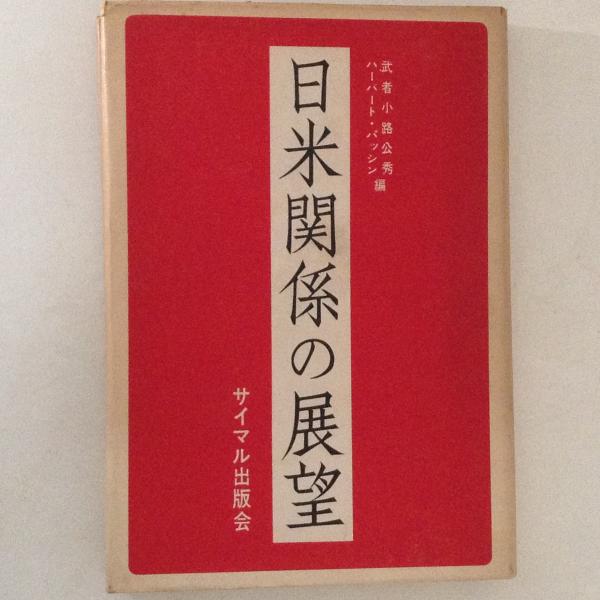 武者小路公秀
ハーバート・パッシン
編
日米関係の展望
サイマル出版会